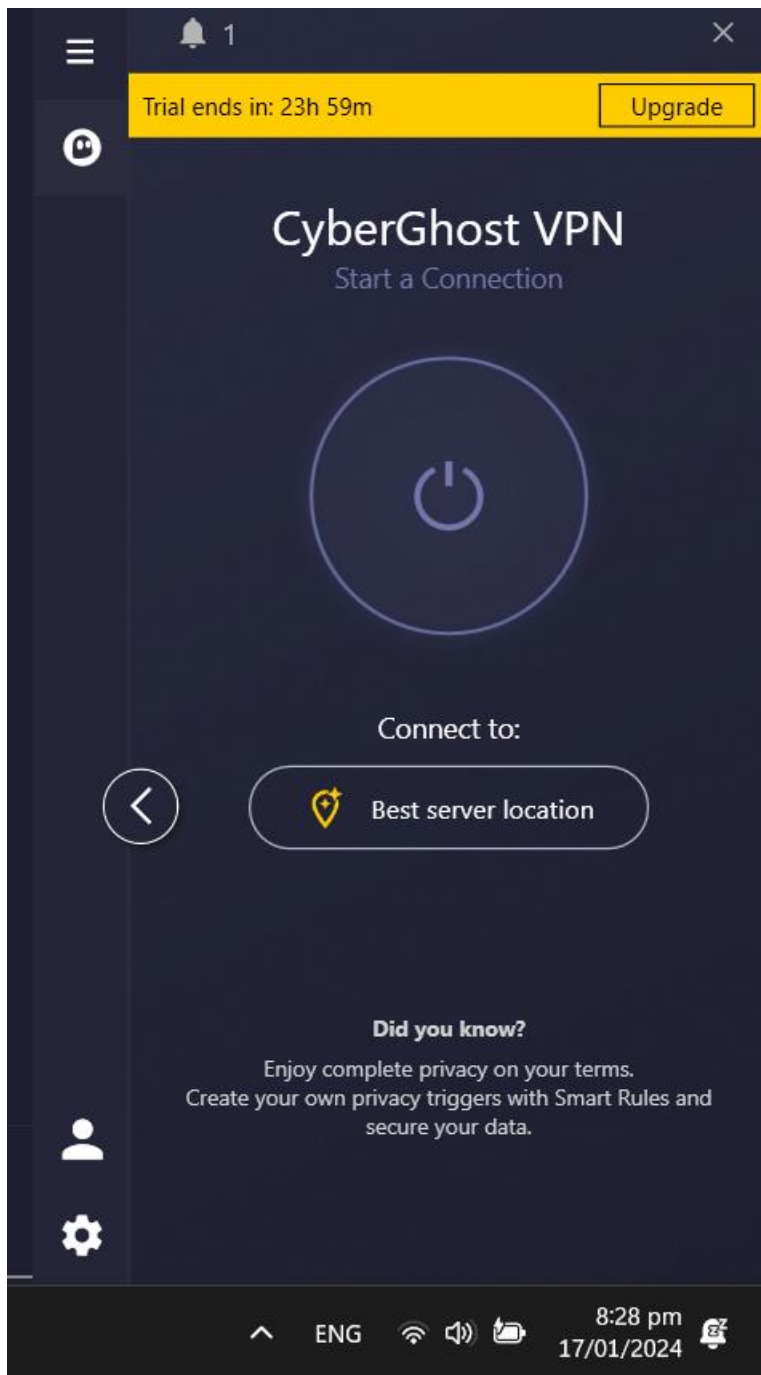 1
Trial ends in: 23h 59m
Upgrade
CyberGhost VPN
Start a Connection
Connect to:
Best server location
Did you know?
Enjoy complete privacy on your terms.
Create your own privacy triggers with Smart Rules and
secure your data.
ENG
8:28 pm
17/01/2024